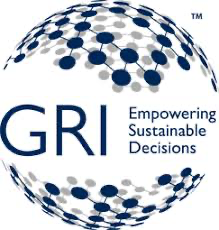 TM
GRI
Empowering
Sustainable
Decisions